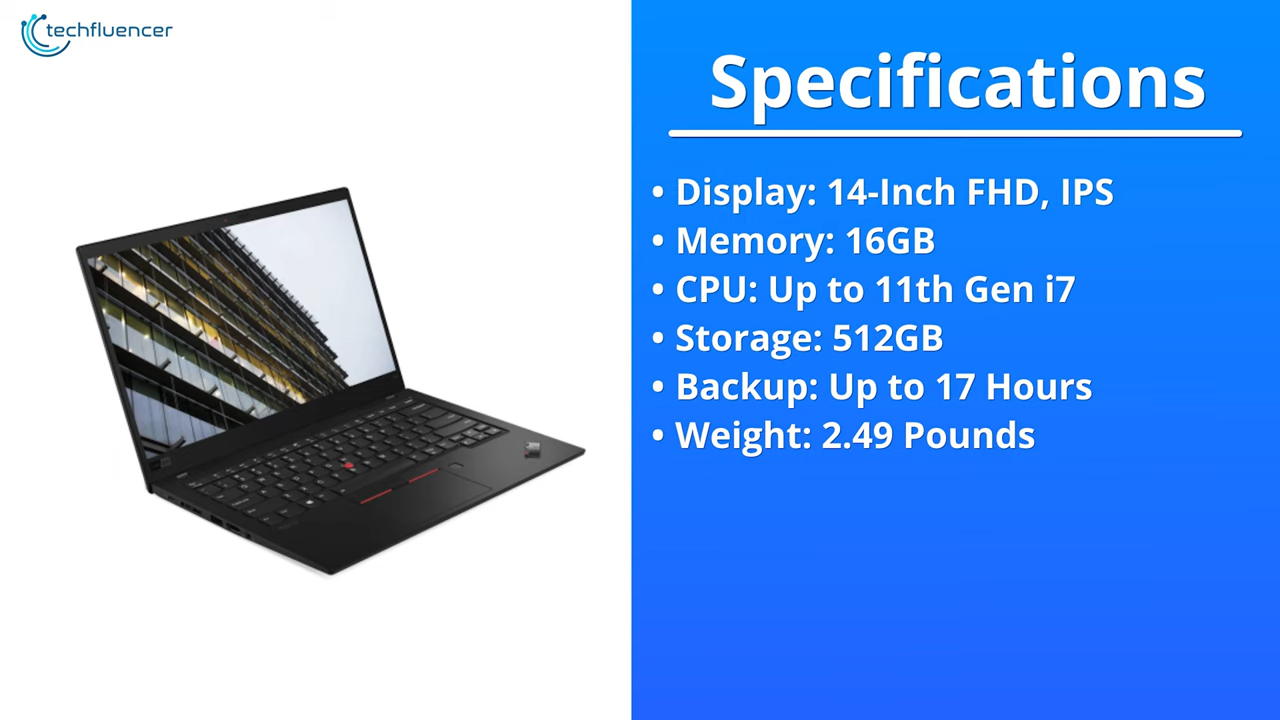 techfluencer
Specifications
• Display: 14-Inch FHD, IPS
• Memory: 16GB
• CPU: Up to 11th Gen i7
• Storage: 512GB
• Backup: Up to 17 Hours
• Weight: 2.49 Pounds